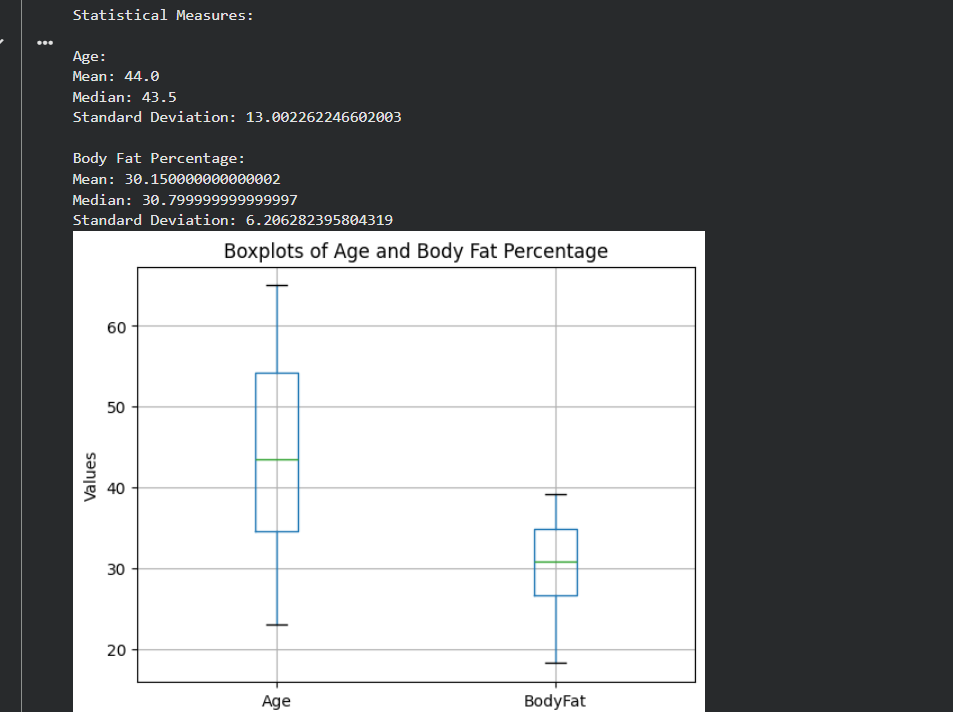 Statistical Measures:
Age:
Mean: 44.0
Median: 43.5
Standard Deviation: 13.002262246602003
Body Fat Percentage:
Mean: 30.150000000000002
Median: 30.799999999999997
Standard Deviation: 6.206282395804319
Boxplots of Age and Body Fat Percentage
60
50
40
30
20
Values
Age
BodyFat